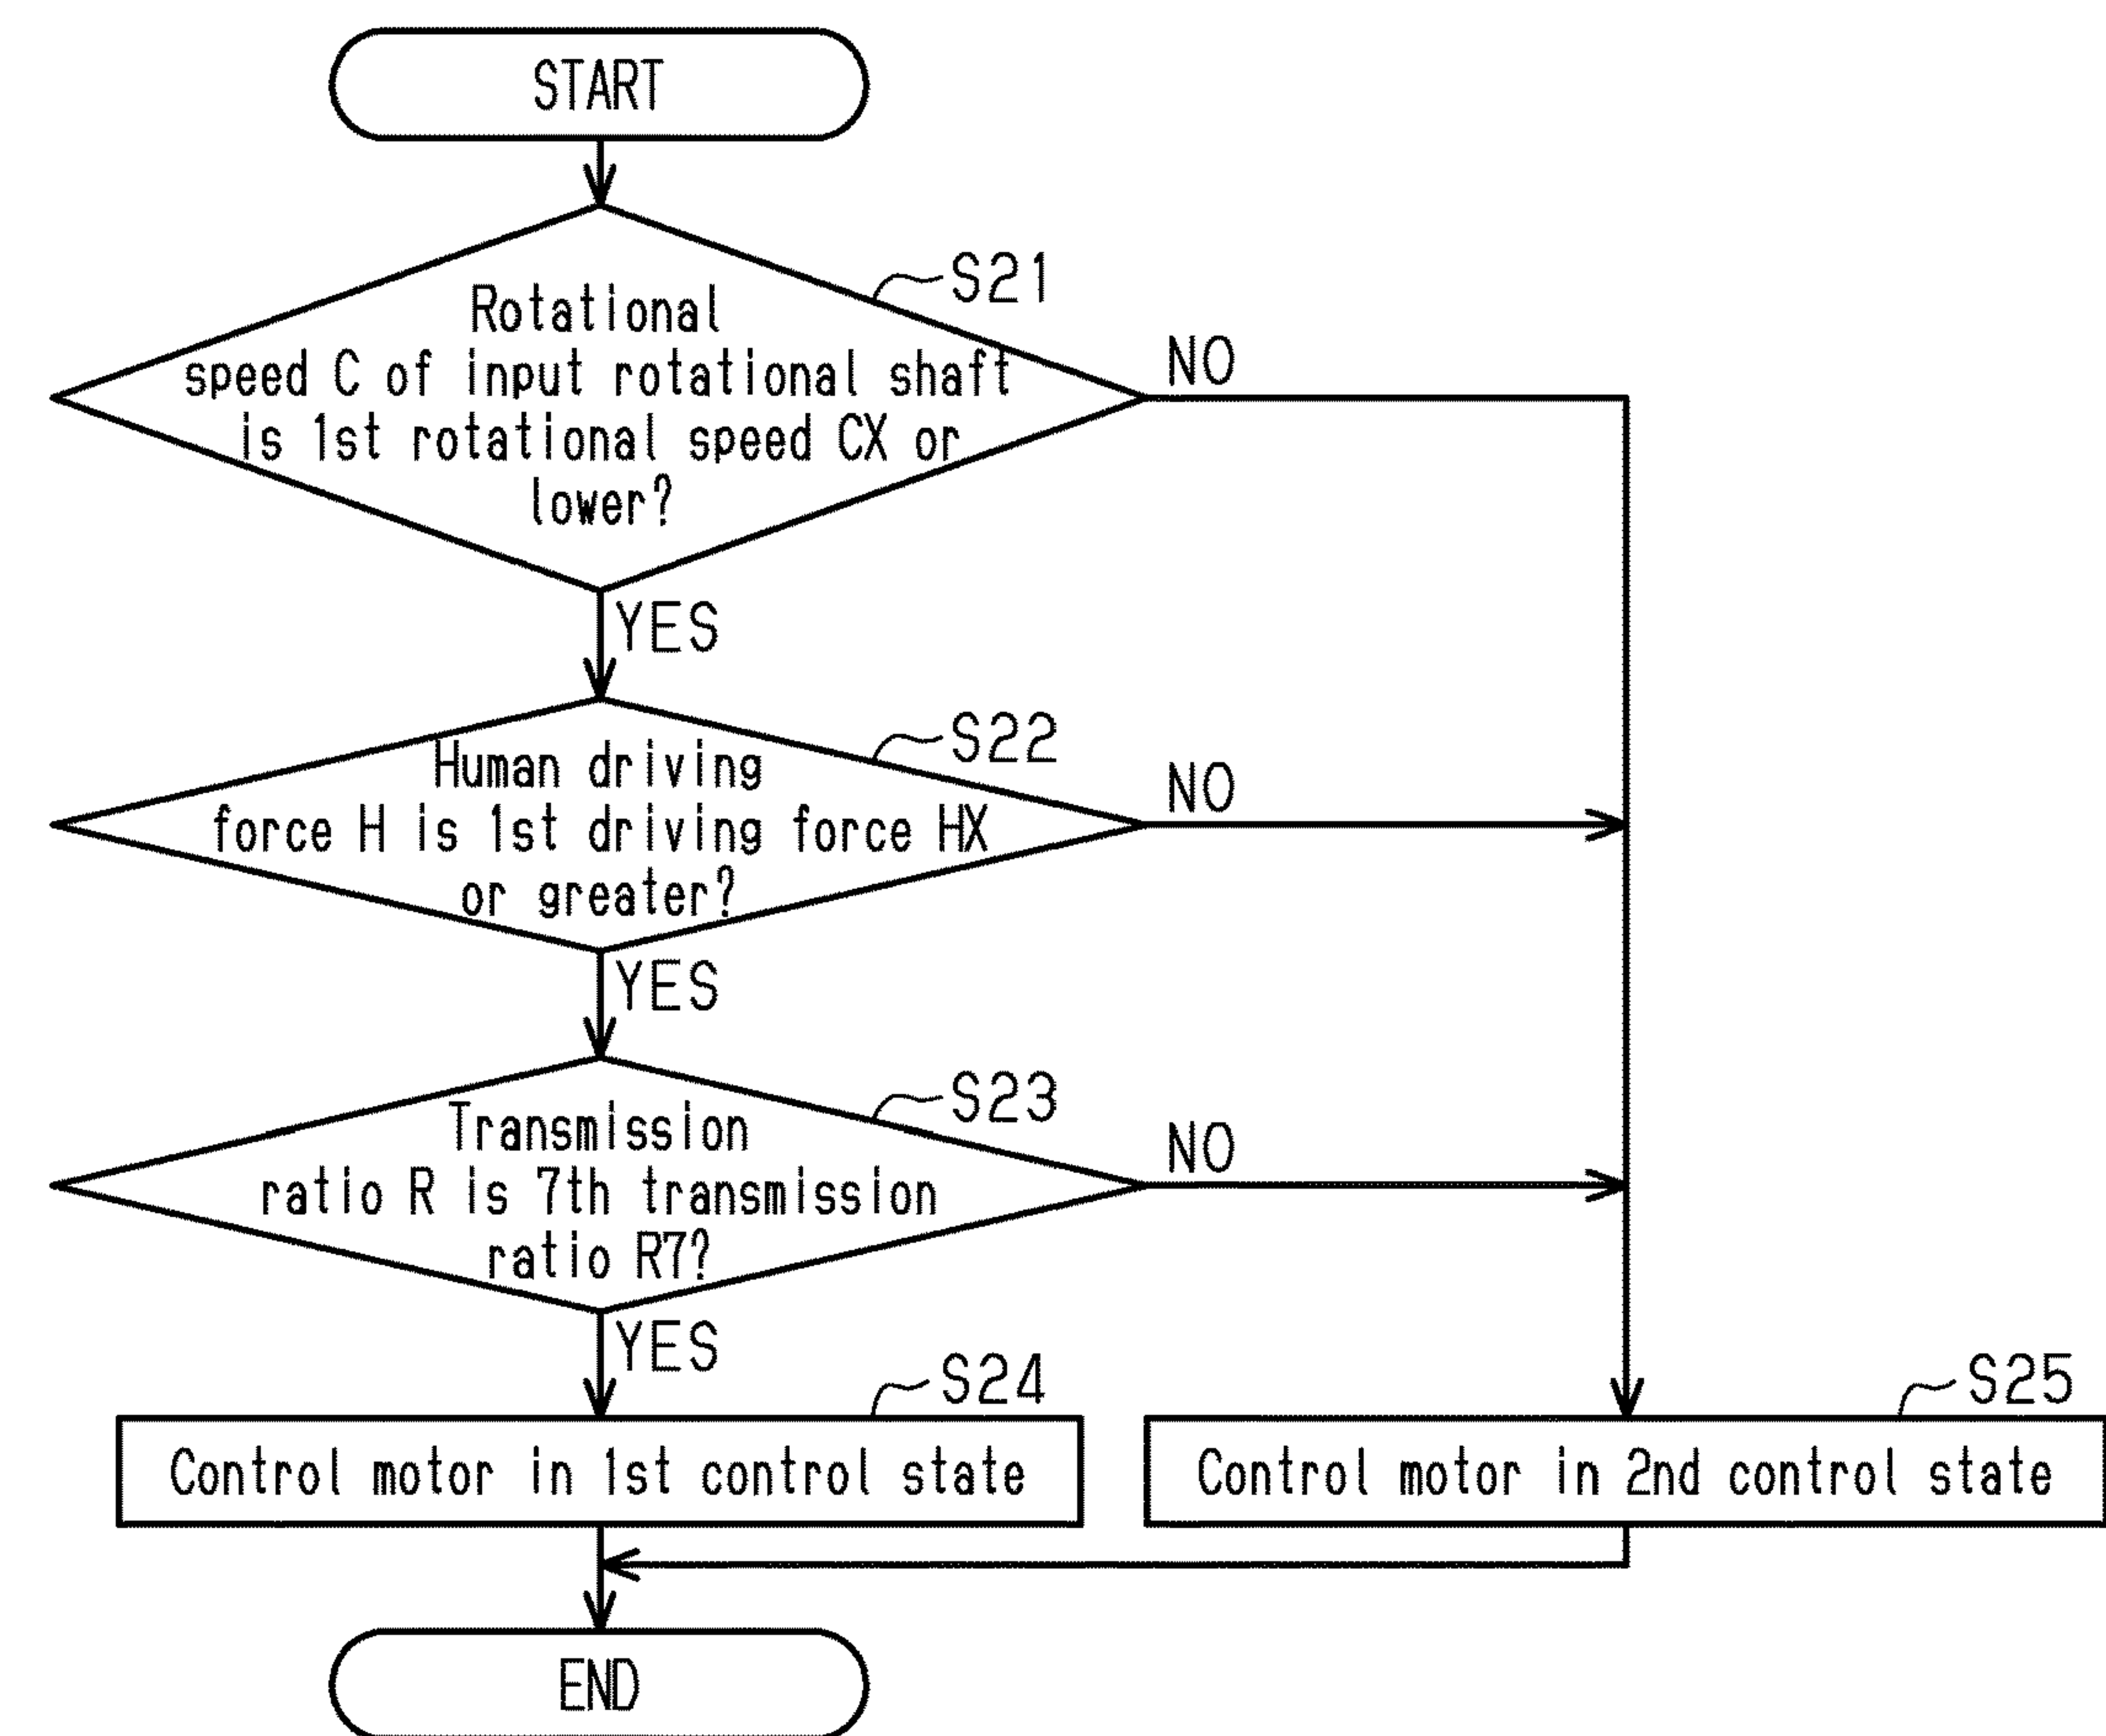 START
S21
Rotational
speed C of input rotational shaft
is 1st rotational speed CX or
lower?
NO
YES
S22
Human driving
force H is 1st driving force HX
or greater?
NO
YES
S23
Transmission
ratio R is 7th transmission
ratio R7?
NO
YES
S24
Control motor in 1st control state
S25
Control motor in 2nd control state
END